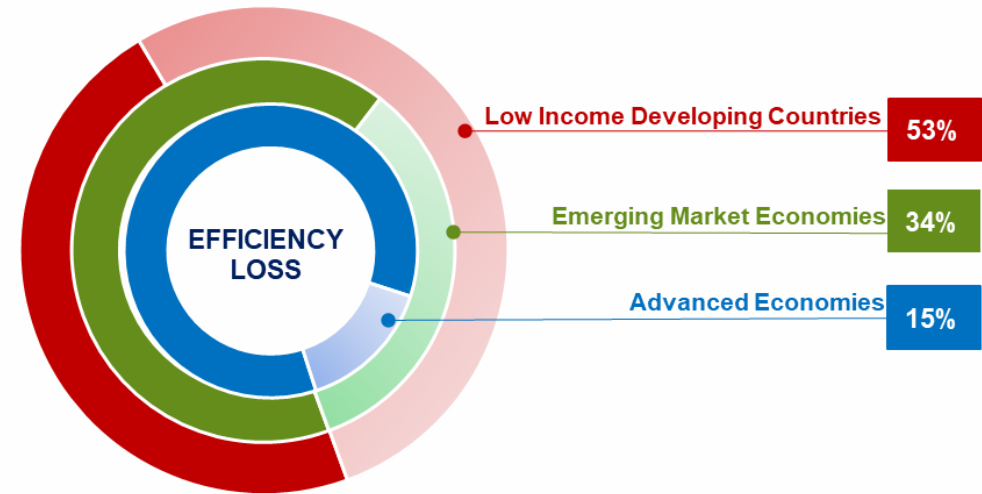 EFFICIENCY
LOSS
Low Income Developing Countries
53%
Emerging Market Economies
34%
Advanced Economies
15%